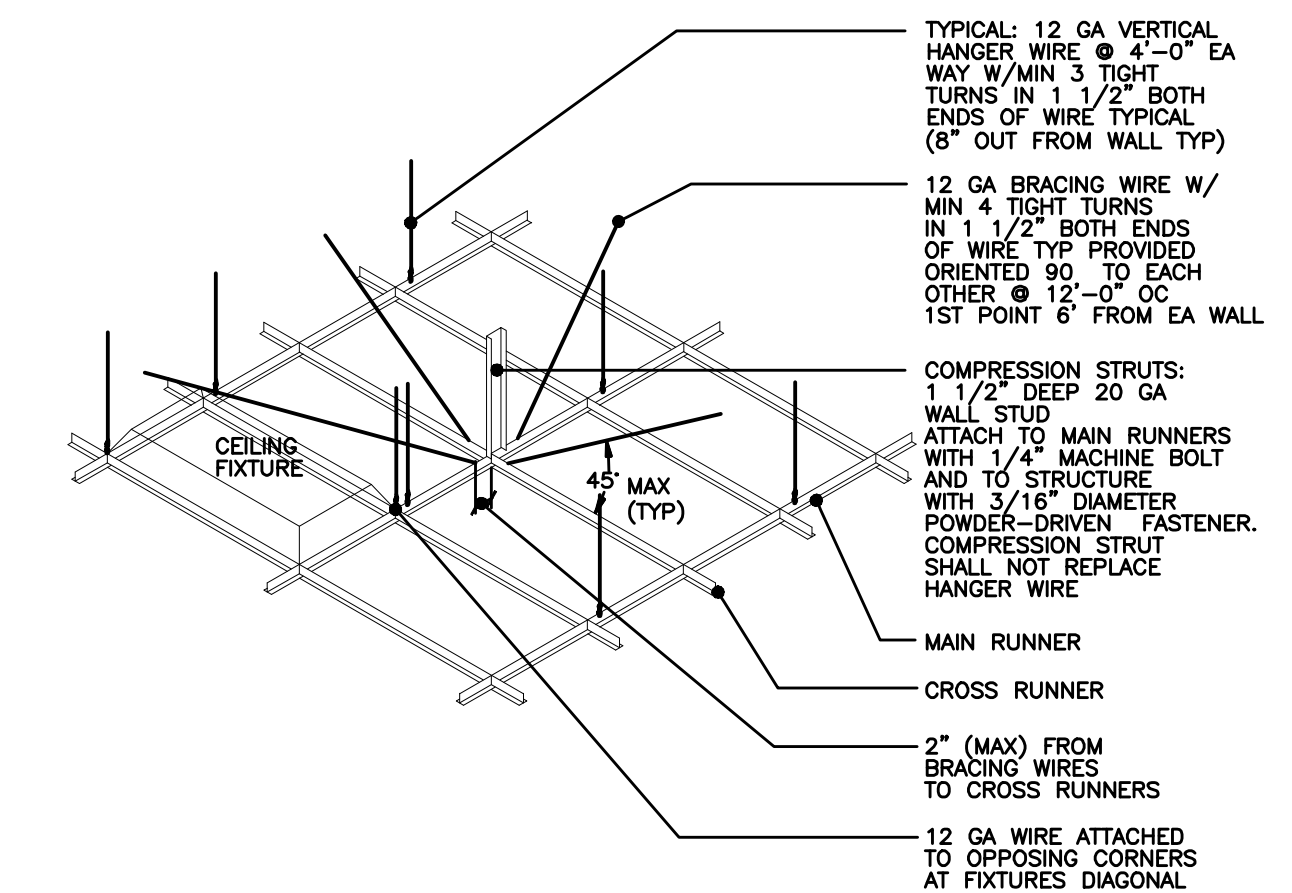 TYPICAL: 12 GA VERTICAL
HANGER WIRE @ 4'-0" EA
WAY W/MIN 3 TIGHT
TURNS IN 1 1/2" BOTH
ENDS OF WIRE TYPICAL
(8" OUT FROM WALL TYP)
12 GA BRACING WIRE W/
MIN 4 TIGHT TURNS
IN 1 1/2" BOTH ENDS
OF WIRE TYP PROVIDED
ORIENTED 90 TO EACH
OTHER @ 12'-0" OC
1ST POINT 6' FROM EA WALL
COMPRESSION STRUTS:
1 1/2" DEEP 20 GA
WALL STUD
ATTACH TO MAIN RUNNERS
WITH 1/4" MACHINE BOLT
AND TO STRUCTURE
WITH 3/16" DIAMETER
POWDER-DRIVEN FASTENER.
COMPRESSION STRUT
SHALL NOT REPLACE
HANGER WIRE
CEILING
FIXTURE
45° MAX
(TYP)
MAIN RUNNER
CROSS RUNNER
2" (MAX) FROM
BRACING WIRES
TO CROSS RUNNERS
12 GA WIRE ATTACHED
TO OPPOSING CORNERS
AT FIXTURES DIAGONAL